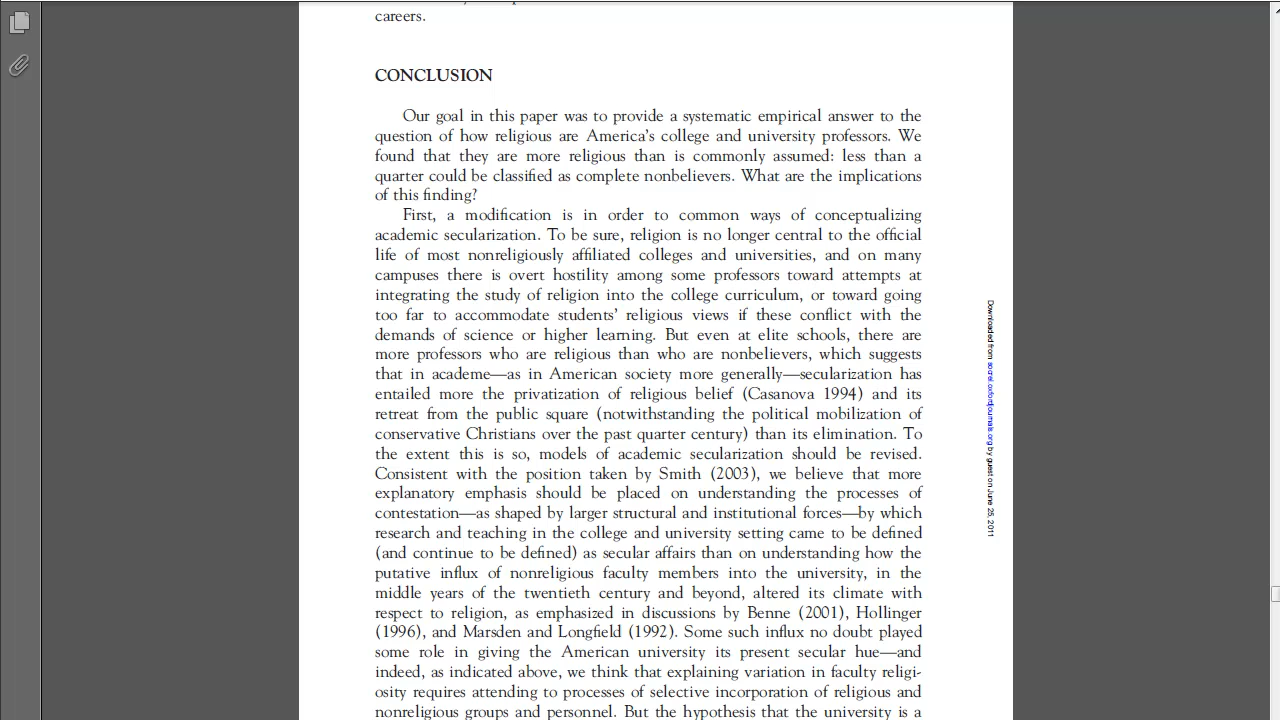 careers.
CONCLUSION
Our goal in this paper was to provide a systematic empirical answer to the
question of how religious are America's college and university professors. We
found that they are more religious than is commonly assumed: less than a
quarter could be classified as complete nonbelievers. What are the implications
of this finding?
First, a modification is in order to common ways of conceptualizing
academic secularization. To be sure, religion is no longer central to the official
life of most nonreligiously affiliated colleges and universities, and on many
campuses there is overt hostility among some professors toward attempts at
integrating the study of religion into the college curriculum, or toward going
too far to accommodate students' religious views if these conflict with the
demands of science or higher learning. But even at elite schools, there are
more professors who are religious than who are nonbelievers, which suggests
that in academe—as in American society more generally—secularization has
entailed more the privatization of religious belief (Casanova 1994) and its
retreat from the public square (notwithstanding the political mobilization of
conservative Christians over the past quarter century) than its elimination. To
the extent this is so, models of academic secularization should be revised.
Consistent with the position taken by Smith (2003), we believe that more
explanatory emphasis should be placed on understanding the processes of
contestation—as shaped by larger structural and institutional forces—by which
research and teaching in the college and university setting came to be defined
(and continue to be defined) as secular affairs than on understanding how the
putative influx of nonreligious faculty members into the university, in the
middle years of the twentieth century and beyond, altered its climate with
respect to religion, as emphasized in discussions by Benne (2001), Hollinger
(1996), and Marsden and Longfield (1992). Some such influx no doubt played
some role in giving the American university its present secular hue—and
indeed, as indicated above, we think that explaining variation in faculty religi-
osity requires attending to processes of selective incorporation of religious and
nonreligious groups and personnel. But the hypothesis that the university is a
Downloaded from socrel.oxfordjournals.org by guest on June 25, 2011